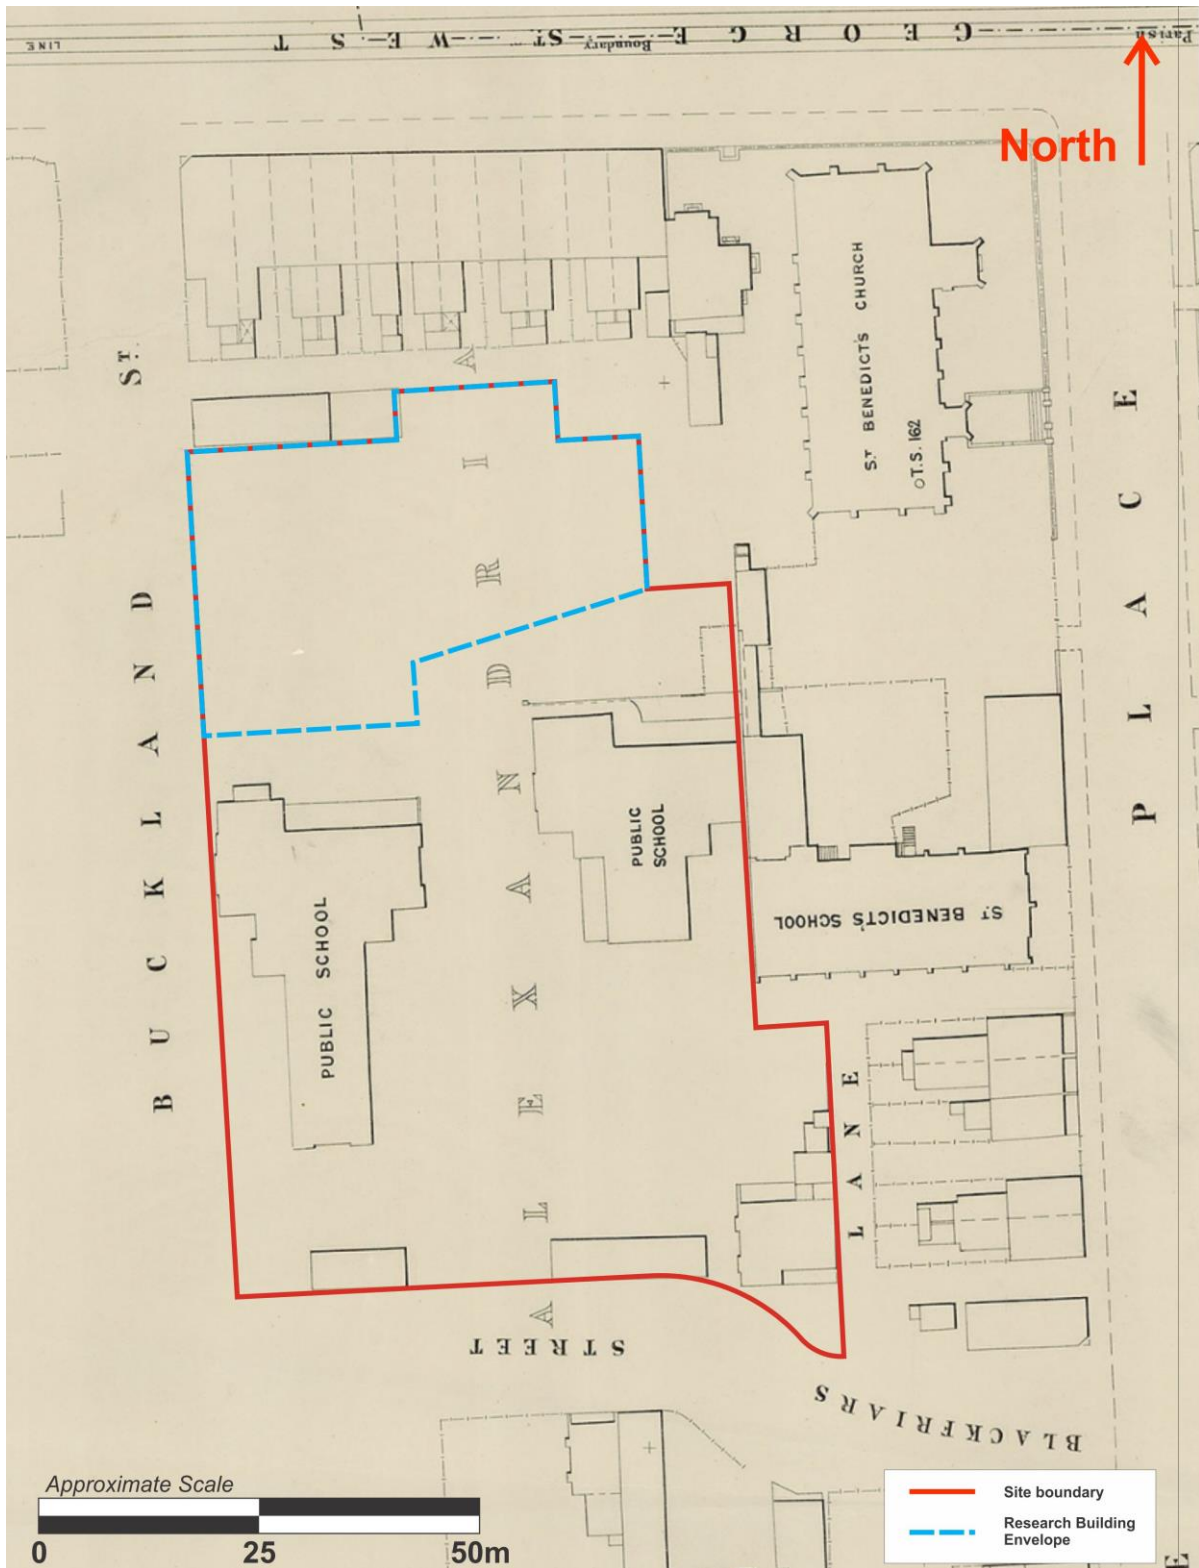 GEORGE ST. WEST
Boundary
Parish
LINE
North
ST.
BUCKLAND
ST BENEDICT'S CHURCH
T.S. 162
PLACE
ALEXANDRIA
PUBLIC
SCHOOL
PUBLIC SCHOOL
ST BENEDICT'S SCHOOL
LANE
STREET
BLACKFRIARS
E
Approximate Scale
0 25 50m
Site boundary
Research Building
Envelope